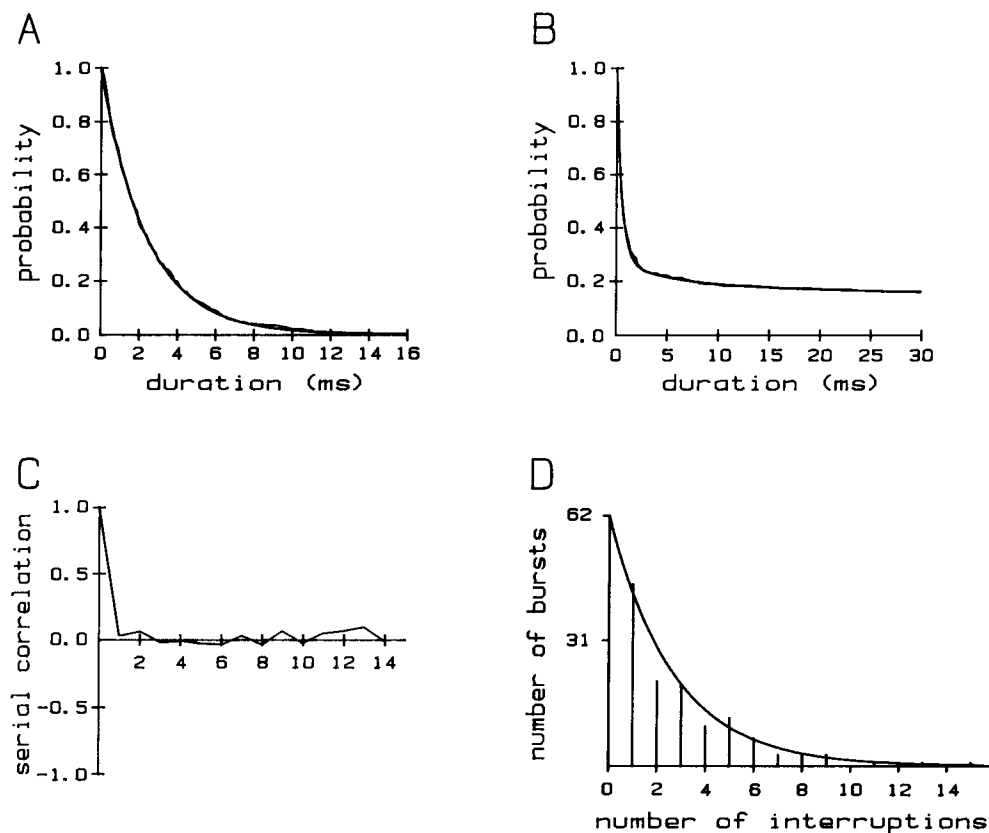 A
1.0
0.8
0.6
0.4
0.2
0.0
probability
0 2 4 6 8 10 12 14 16
duration (ms)
B
1.0
0.8
0.6
0.4
0.2
0.0
probability
0 5 10 15 20 25 30
duration (ms)
C
1.0
0.5
0.0
-0.5
-1.0
serial correlation
2 4 6 8 10 12 14
D
62
31
number of bursts
0 2 4 6 8 10 12 14
number of interruptions